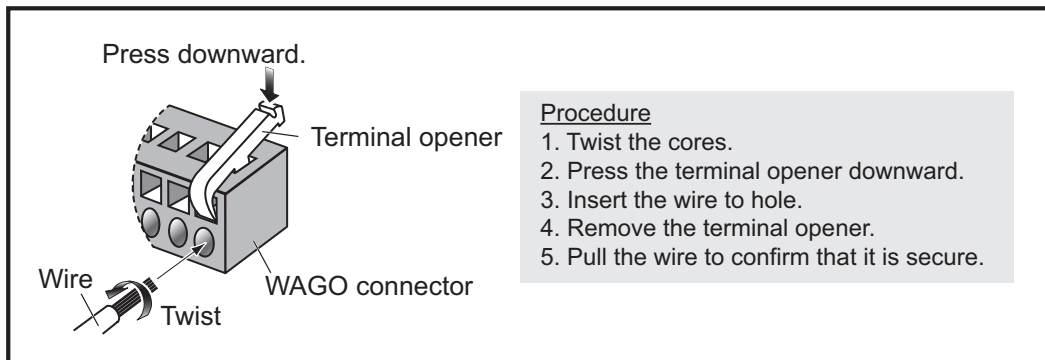 Press downward.
Terminal opener
Wire
Twist
WAGO connector
Procedure
1. Twist the cores.
2. Press the terminal opener downward.
3. Insert the wire to hole.
4. Remove the terminal opener.
5. Pull the wire to confirm that it is secure.